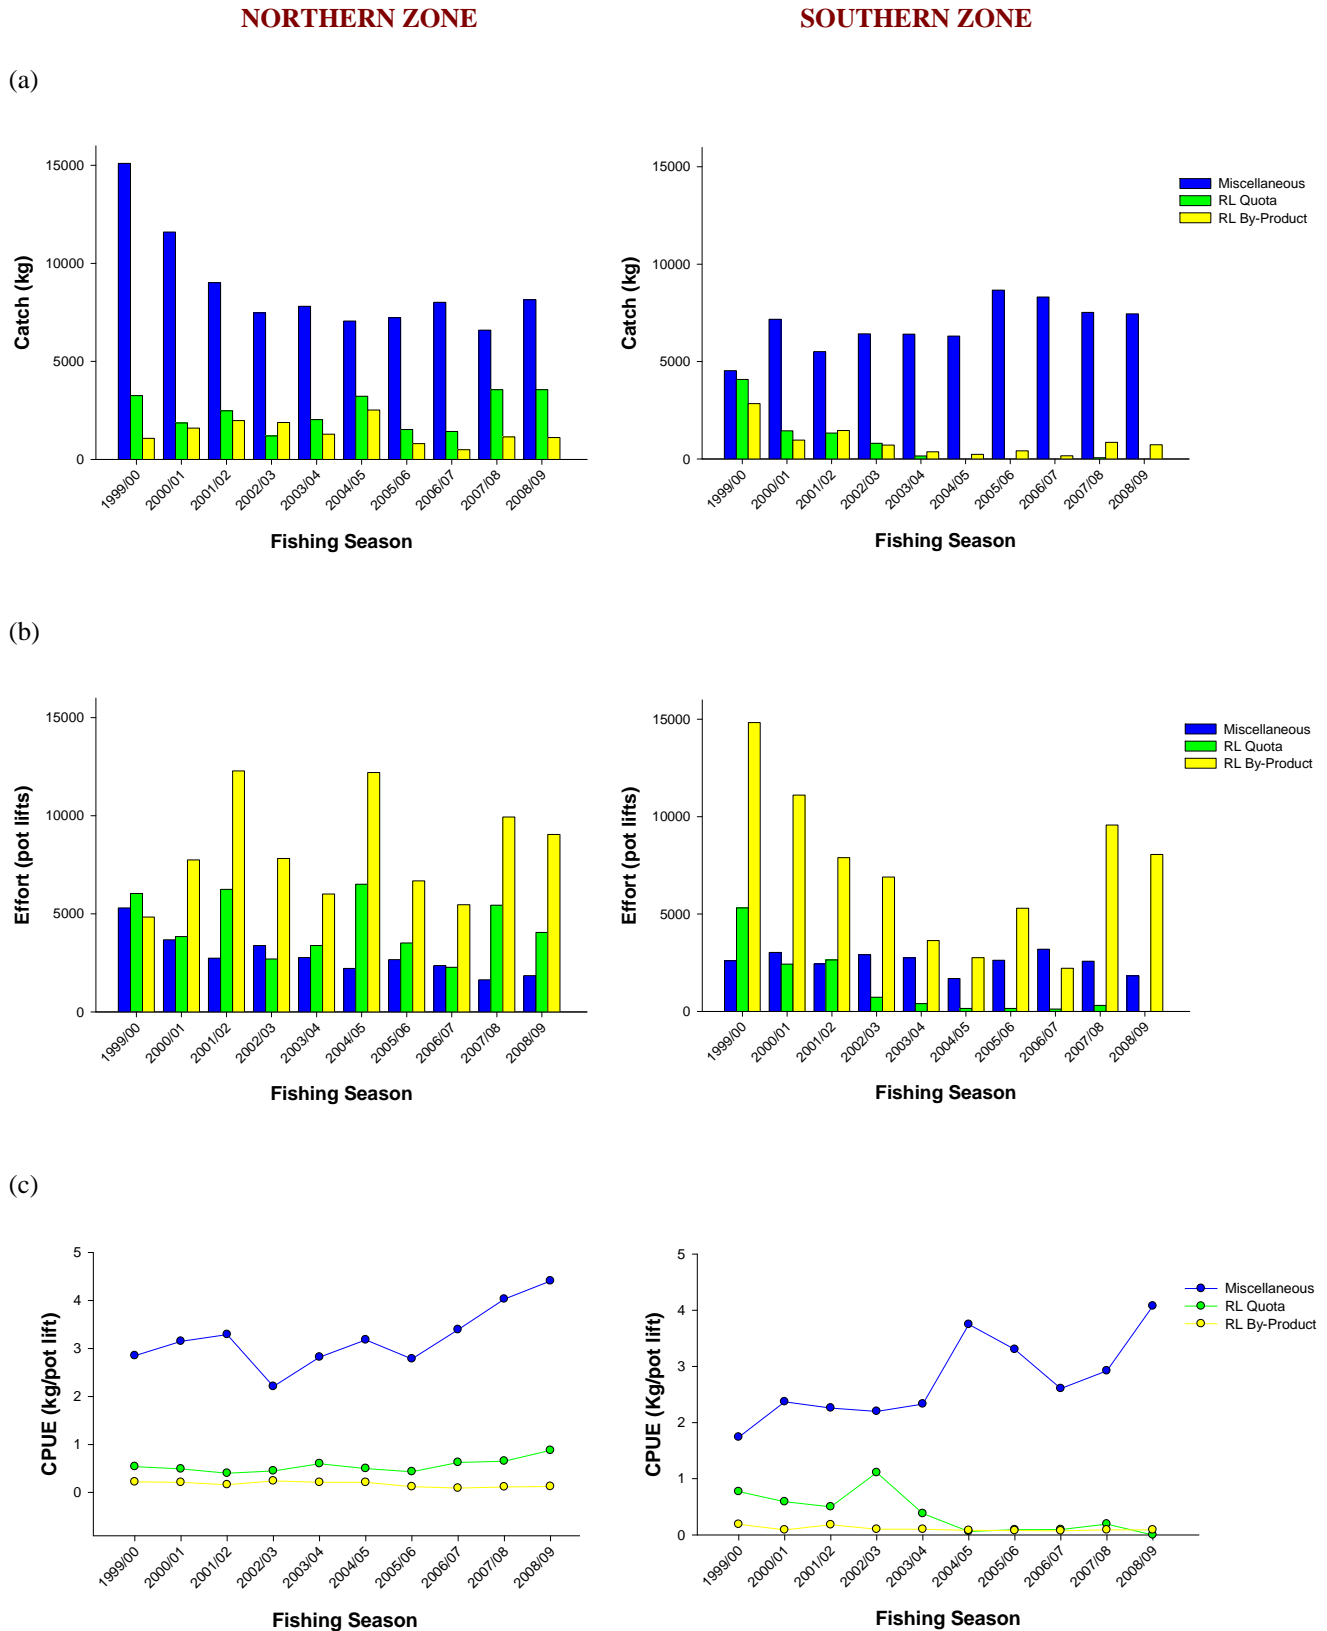 NORTHERN ZONE SOUTHERN ZONE
(a)
Catch (kg)
15000
10000
5000
0
1999/00 2000/01 2001/02 2002/03 2003/04 2004/05 2005/06 2006/07 2007/08 2008/09
Fishing Season
Catch (kg)
15000
10000
5000
0
1999/00 2000/01 2001/02 2002/03 2003/04 2004/05 2005/06 2006/07 2007/08 2008/09
Fishing Season
Miscellaneous
RL Quota
RL By-Product
(b)
Effort (pot lifts)
15000
10000
5000
0
1999/00 2000/01 2001/02 2002/03 2003/04 2004/05 2005/06 2006/07 2007/08 2008/09
Fishing Season
Effort (pot lifts)
15000
10000
5000
0
1999/00 2000/01 2001/02 2002/03 2003/04 2004/05 2005/06 2006/07 2007/08 2008/09
Fishing Season
Miscellaneous
RL Quota
RL By-Product
(c)
CPUE (kg/pot lift)
5
4
3
2
1
0
1999/00 2000/01 2001/02 2002/03 2003/04 2004/05 2005/06 2006/07 2007/08 2008/09
Fishing Season
CPUE (Kg/pot lift)
5
4
3
2
1
0
1999/00 2000/01 2001/02 2002/03 2003/04 2004/05 2005/06 2006/07 2007/08 2008/09
Fishing Season
Miscellaneous
RL Quota
RL By-Product